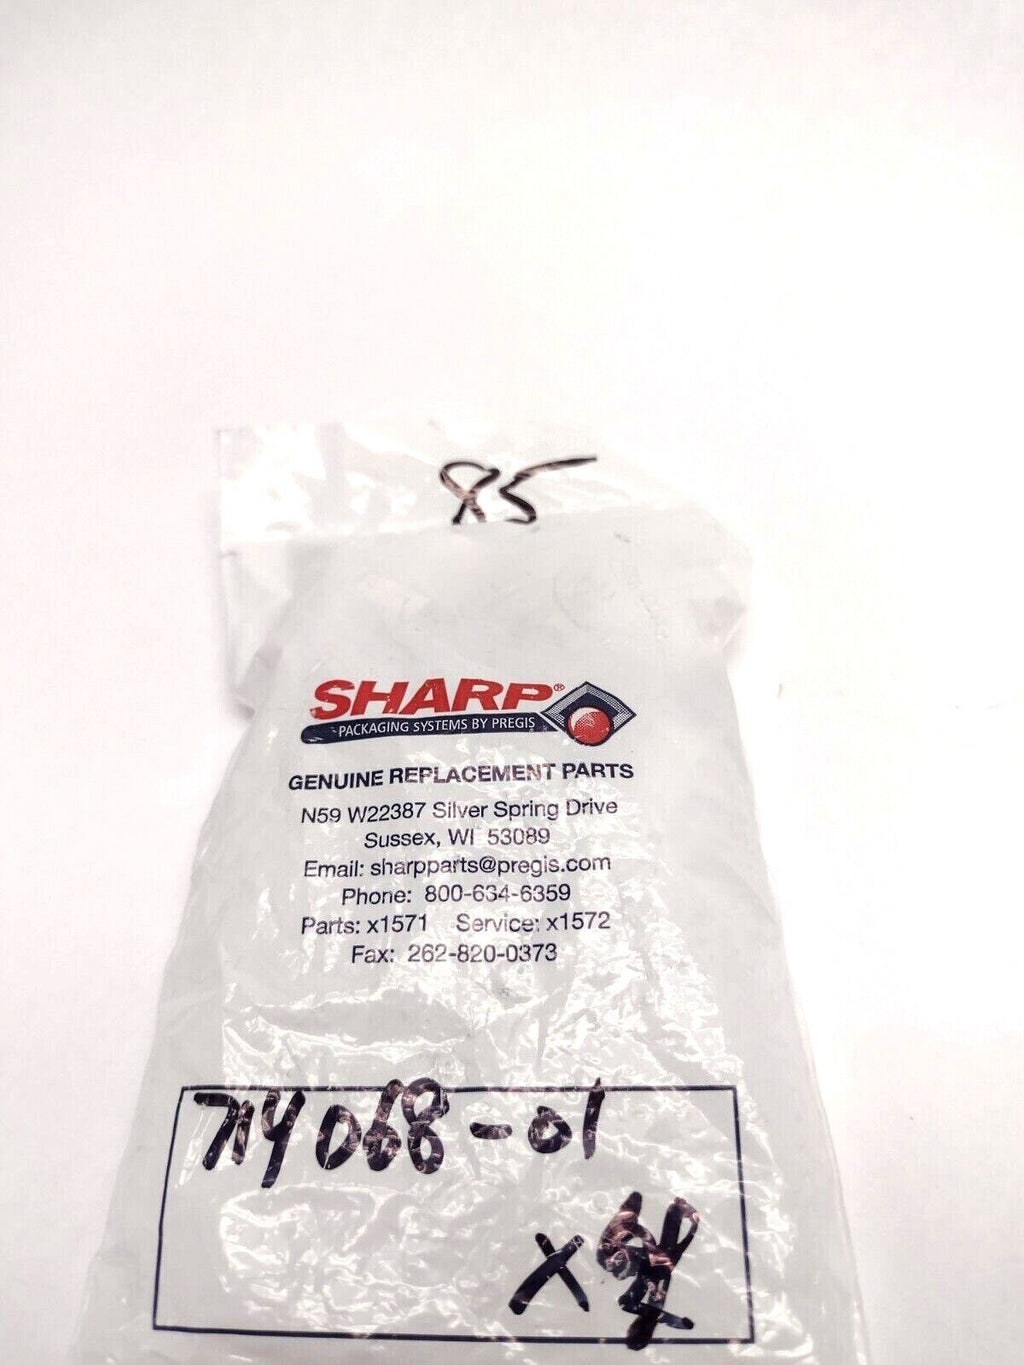 85
SHARP®
PACKAGING SYSTEMS BY PREGIS
GENUINE REPLACEMENT PARTS
N59 W22387 Silver Spring Drive
Sussex, WI 53089
Email: sharpparts@pregis.com
Phone: 800-634-6359
Parts: x1571 Service: x1572
Fax: 262-820-0373
714068-01
X